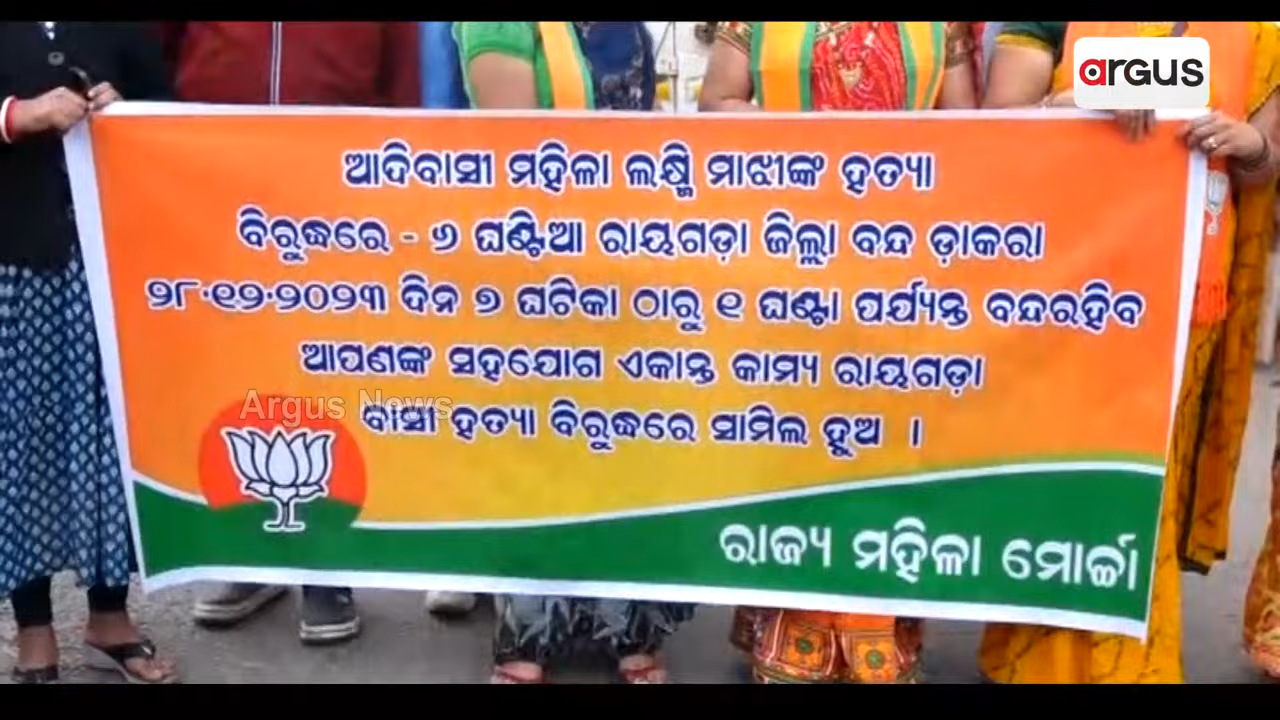 argus
ଆଦିବାସୀ ମହିଳା ଲକ୍ଷ୍ମି ମାଝୀଙ୍କ ହତ୍ୟା
ବିରୁଦ୍ଧରେ - ୬ ଘଣ୍ଟିଆ ରାୟଗଡ଼ା ଜିଲ୍ଲା ବନ୍ଦ ଡ଼ାକରା
୨୮.୧୨.୨୦୨୩ ଦିନ ୭ ଘଟିକା ଠାରୁ ୧ ଘଣ୍ଟା ପର୍ଯ୍ୟନ୍ତ ବନ୍ଦରହିବ
ଆପଣଙ୍କ ସହଯୋଗ ଏକାନ୍ତ କାମ୍ୟ ରାୟଗଡ଼ା
Argus News
ବାସୀ ହତ୍ୟା ବିରୁଦ୍ଧରେ ସାମିଲ ହୁଅ ।
ରାଜ୍ୟ ମହିଳା ମୋର୍ଚ୍ଚା